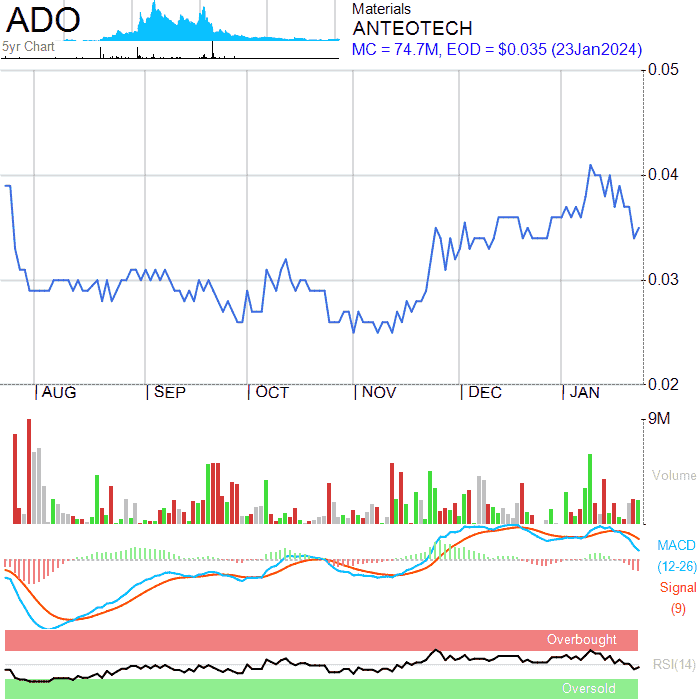 ADO
5yr Chart
Materials
ANTEOTECH
MC = 74.7M, EOD = $0.035 (23Jan2024)
0.05
0.04
0.03
0.02
AUG
SEP
OCT
NOV
DEC
JAN
9M
Volume
MACD
(12-26)
Signal
(9)
Overbought
RSI(14)
Oversold